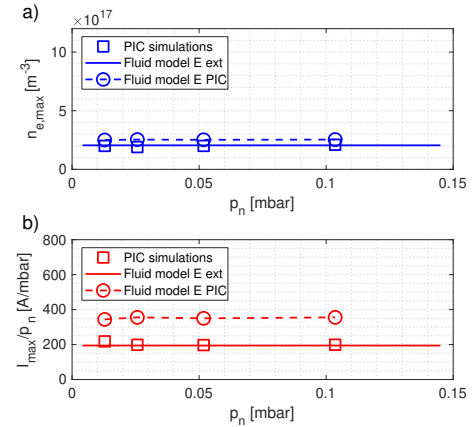 a)
× 10^17
10
5
0
n_e,max [m^-3]
PIC simulations
Fluid model E ext
Fluid model E PIC
0 0.05 0.1 0.15
p_n [mbar]
b)
800
600
400
200
0
I_max/p_n [A/mbar]
PIC simulations
Fluid model E ext
Fluid model E PIC
0 0.05 0.1 0.15
p_n [mbar]